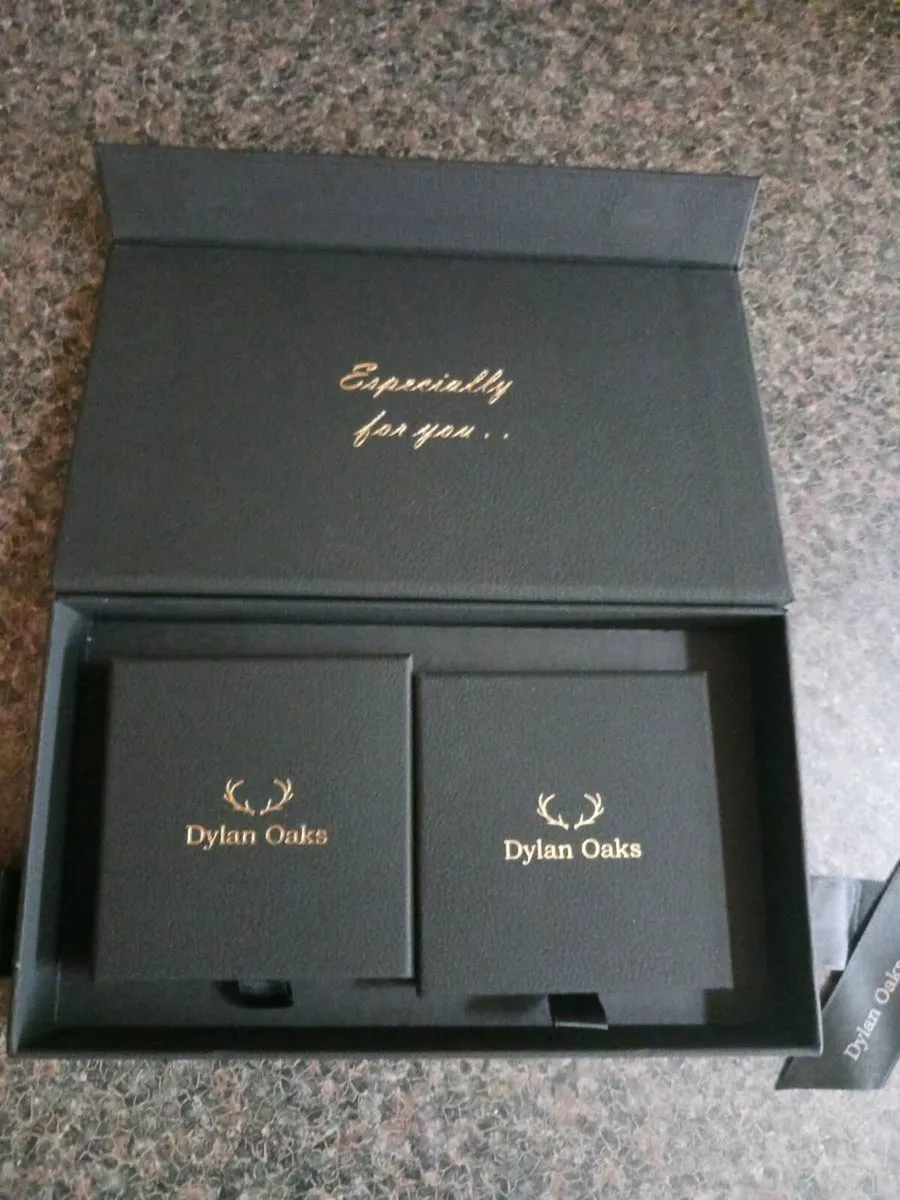 Especially
for you..
Dylan Oaks
Dylan Oaks
Dylan Oaks